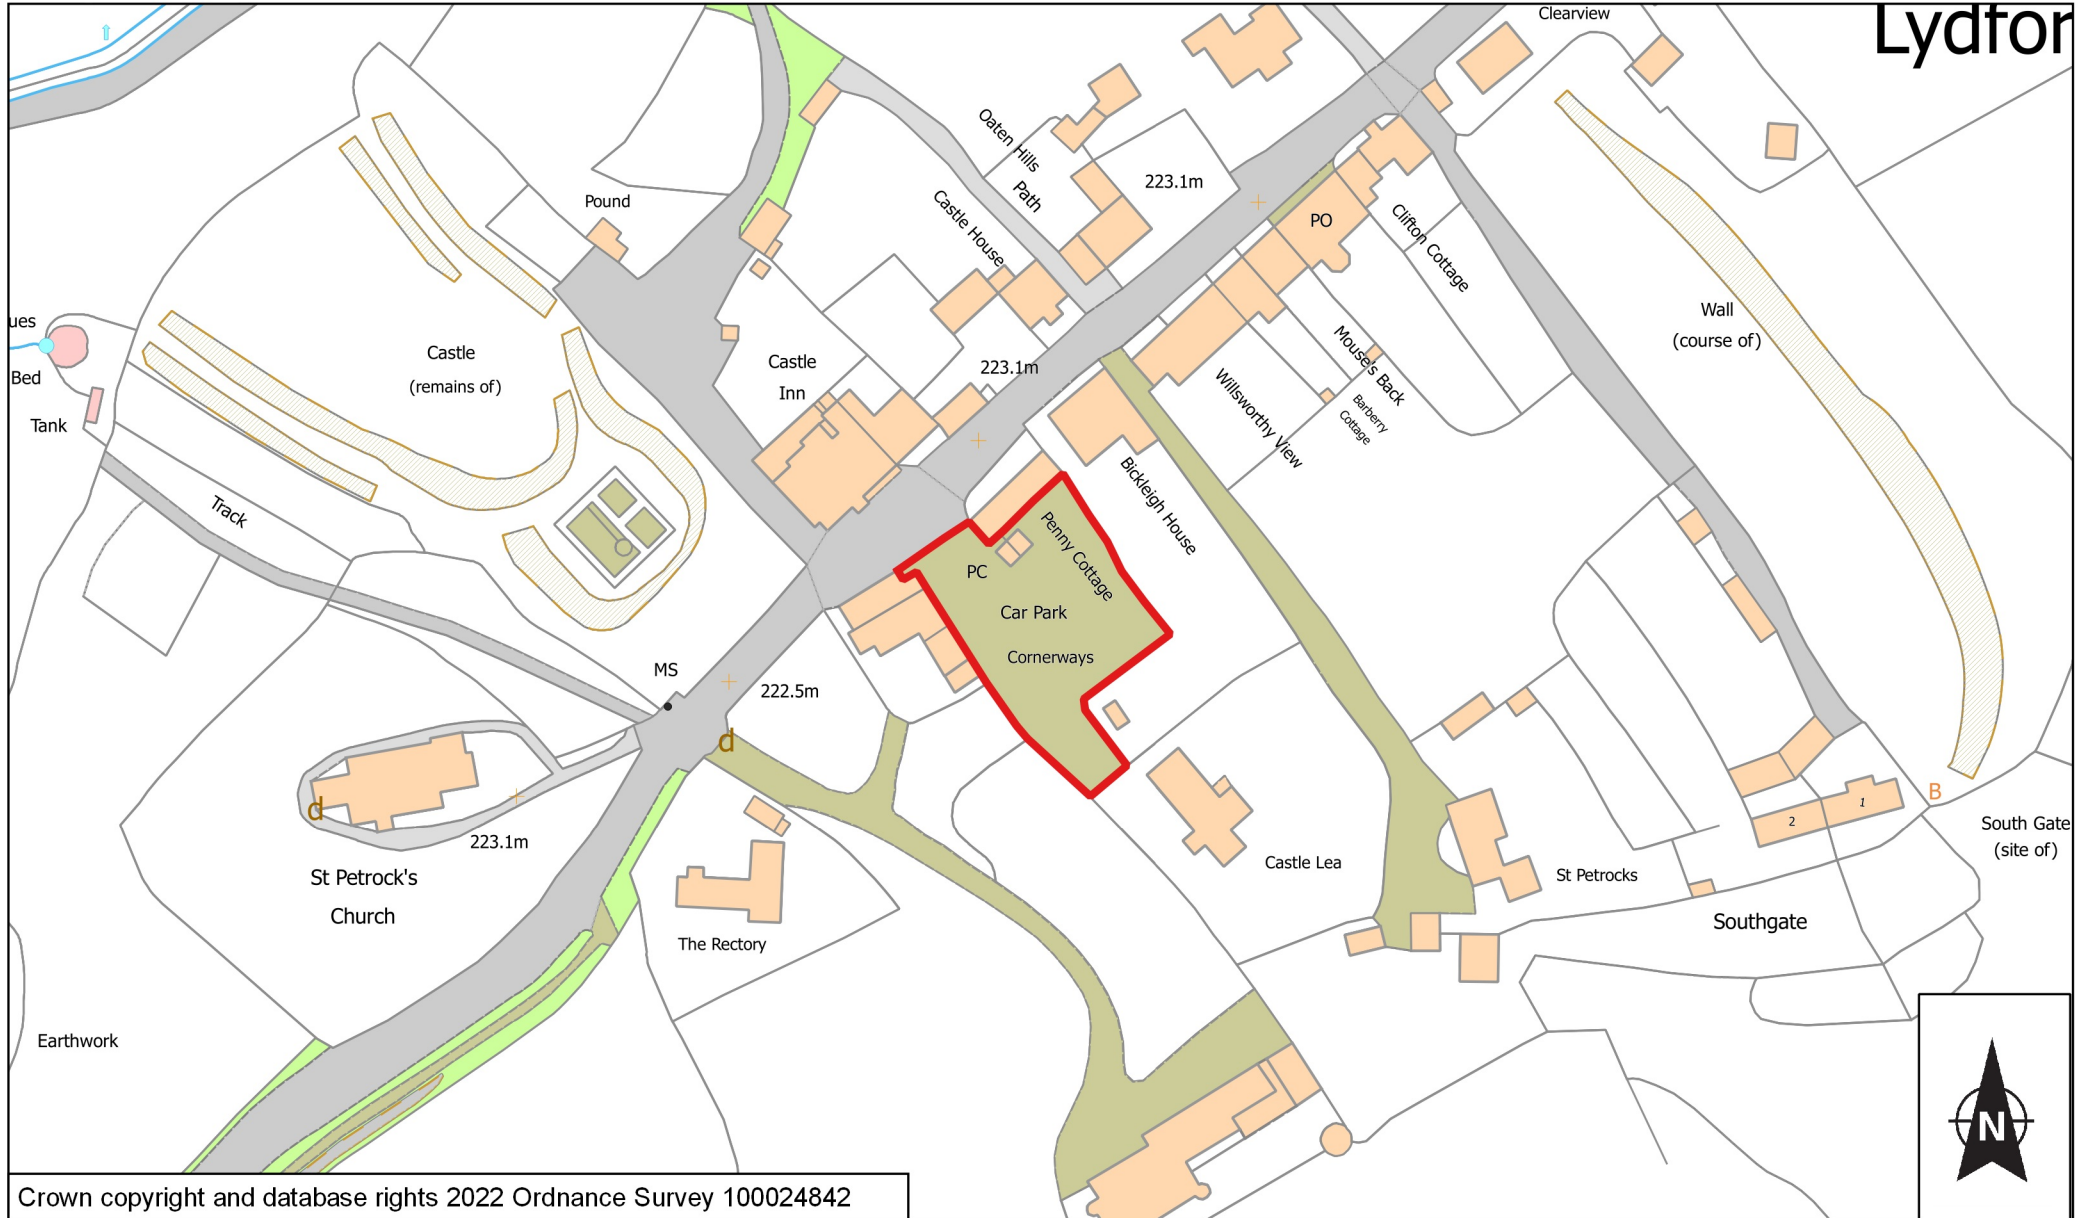 Lydfor
Clearview
Oaten Hills
Path
223.1m
Pound
Castle House
PO
Clifton Cottage
ues
Bed
Tank
Castle
(remains of)
Castle
Inn
223.1m
Mouse's Back
Wall
(course of)
Willsworthy View
Barberry
Cottage
Bickleigh House
Track
Penny Cottage
PC
Car Park
Cornerways
MS
222.5m
d
d
223.1m
St Petrock's
Church
The Rectory
Castle Lea
St Petrocks
Southgate
1
2
B
South Gate
(site of)
Earthwork
N
Crown copyright and database rights 2022 Ordnance Survey 100024842